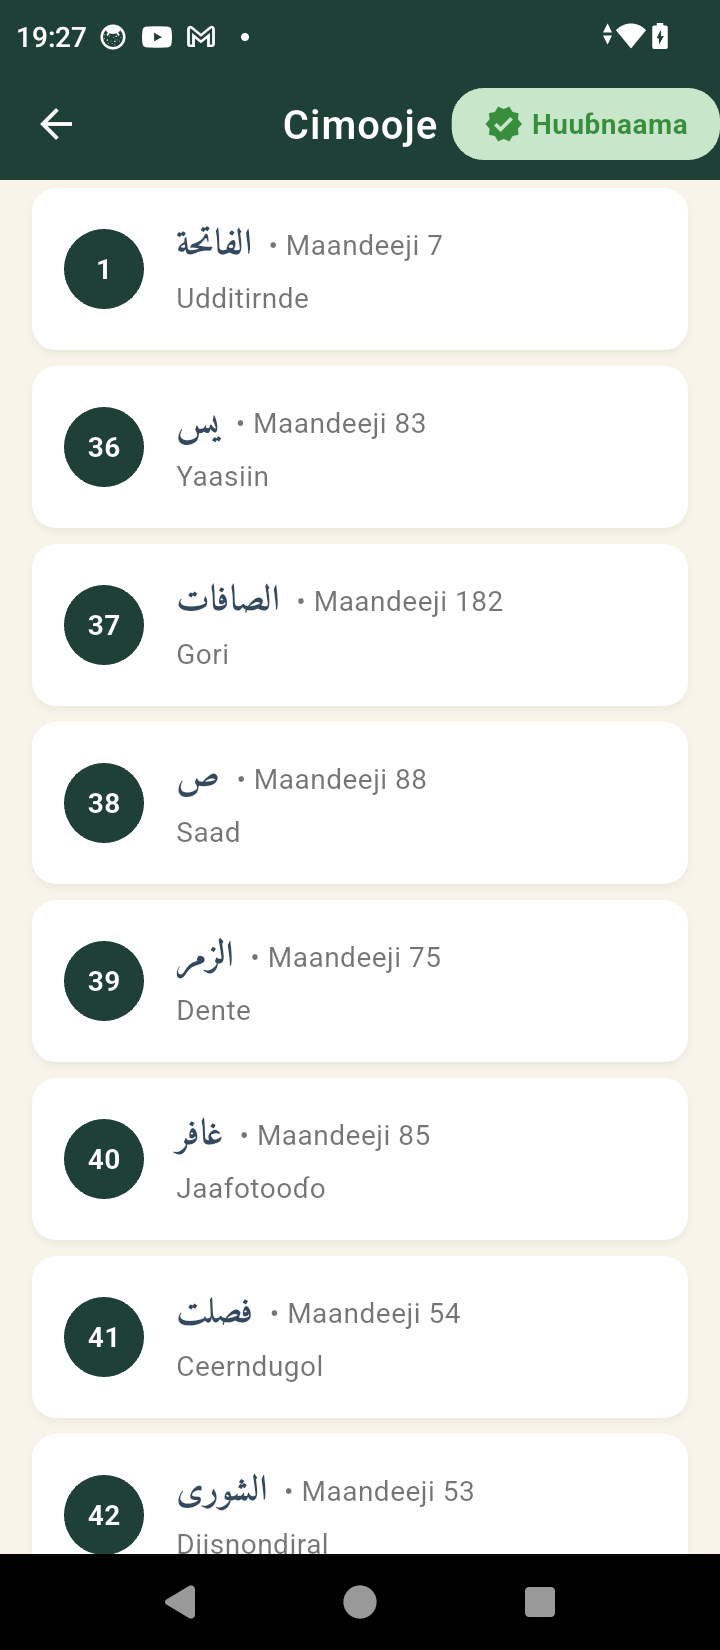 19:27
Cimooje
Huuɓnaama
1
الفاتحة • Maandeeji 7
Udditirnde
36
يس • Maandeeji 83
Yaasiin
37
الصافات • Maandeeji 182
Gori
38
ص • Maandeeji 88
Saad
39
الزمر • Maandeeji 75
Dente
40
غافر • Maandeeji 85
Jaafotooɗo
41
فصلت • Maandeeji 54
Ceerndugol
42
الشورى • Maandeeji 53
Diisnondiral